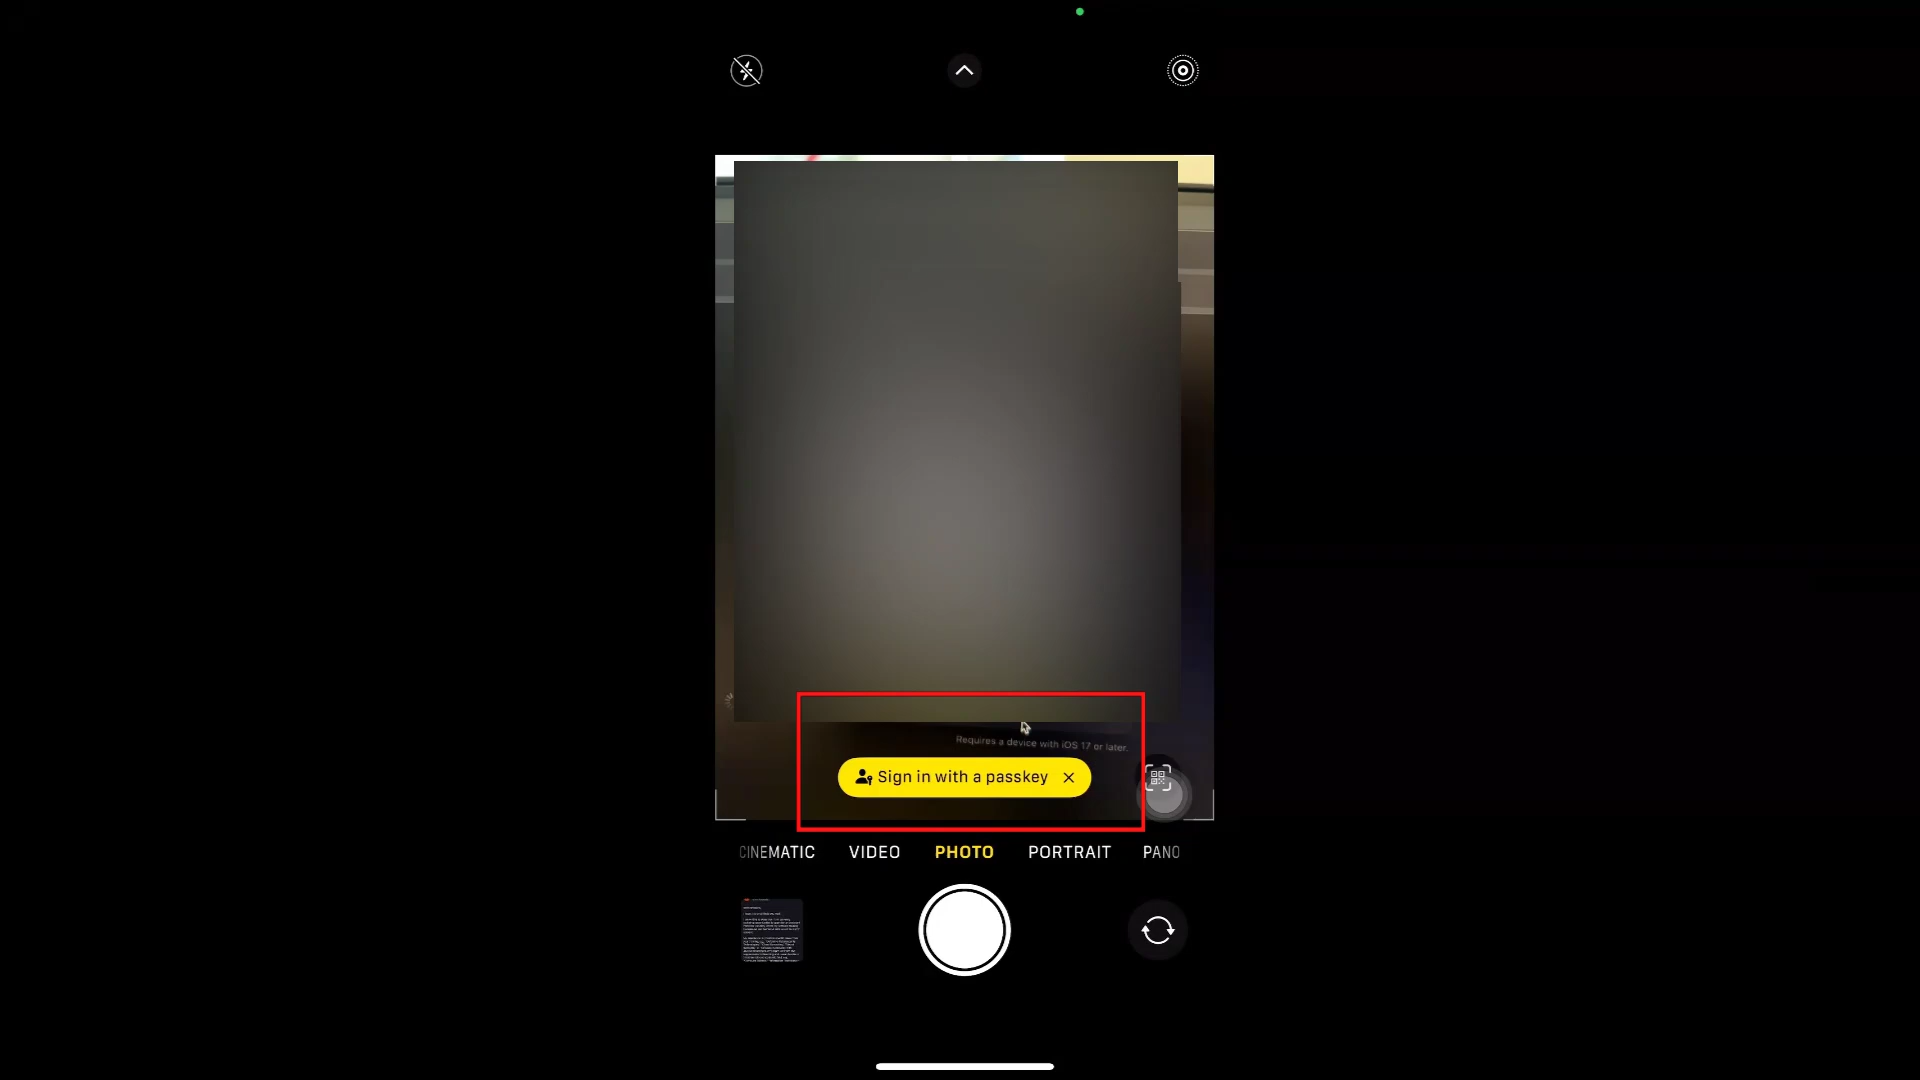 Requires a device with iOS 17 or later.
Sign in with a passkey
CINEMATIC VIDEO PHOTO PORTRAIT PANO